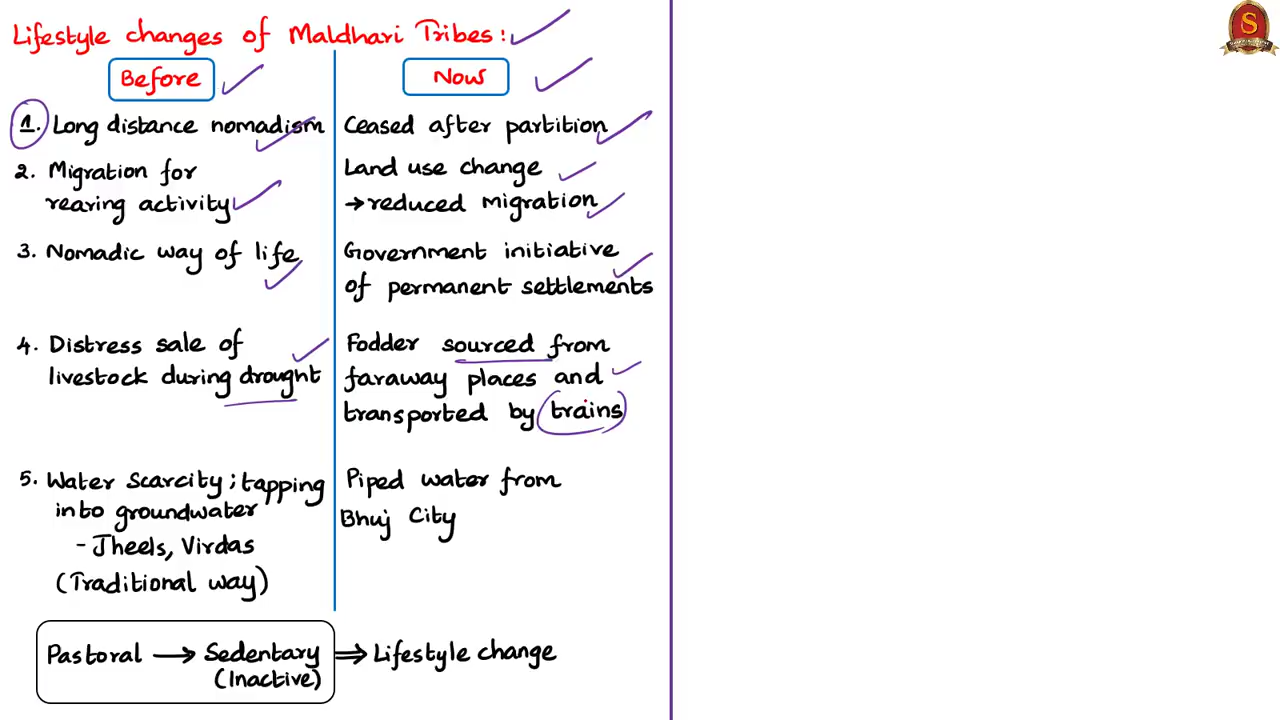 Lifestyle changes of Maldhari Tribes:
Before
Now
1. Long distance nomadism
Ceased after partition
2. Migration for
rearing activity
Land use change
→reduced migration
3. Nomadic way of life
Government initiative
of permanent settlements
4. Distress sale of
livestock during drought
Fodder sourced from
faraway places and
transported by trains
5. Water scarcity; tapping
into groundwater
- Jheels, Virdas
(Traditional way)
Piped water from
Bhuj City
Pastoral → Sedentary ⇒ Lifestyle change
(Inactive)
S